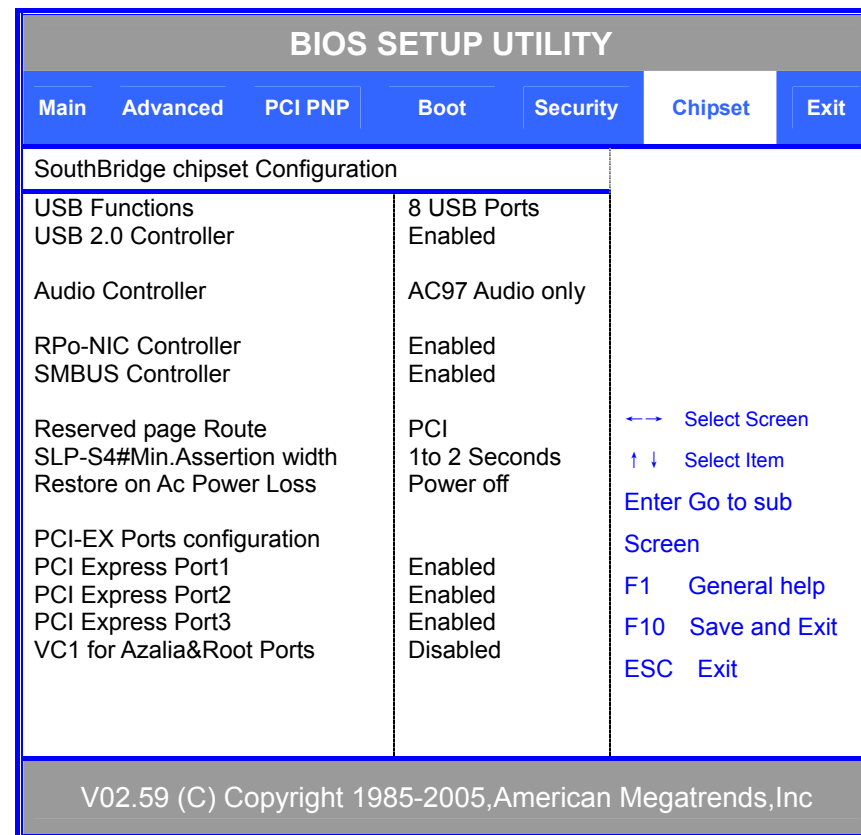 BIOS SETUP UTILITY
Main Advanced PCI PNP Boot Security Chipset Exit
SouthBridge chipset Configuration
USB Functions 8 USB Ports
USB 2.0 Controller Enabled
Audio Controller AC97 Audio only
RPo-NIC Controller Enabled
SMBUS Controller Enabled
Reserved page Route PCI
SLP-S4#Min.Assertion width 1to 2 Seconds
Restore on Ac Power Loss Power off
PCI-EX Ports configuration
PCI Express Port1 Enabled
PCI Express Port2 Enabled
PCI Express Port3 Enabled
VC1 for Azalia&Root Ports Disabled
←→ Select Screen
↑↓ Select Item
Enter Go to sub
Screen
F1 General help
F10 Save and Exit
ESC Exit
V02.59 (C) Copyright 1985-2005,American Megatrends,Inc